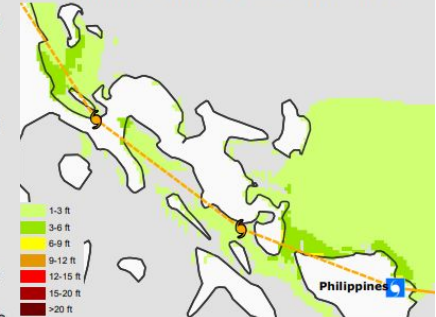 1-3 ft
3-6 ft
6-9 ft
9-12 ft
12-15 ft
15-20 ft
>20 ft
Philippines